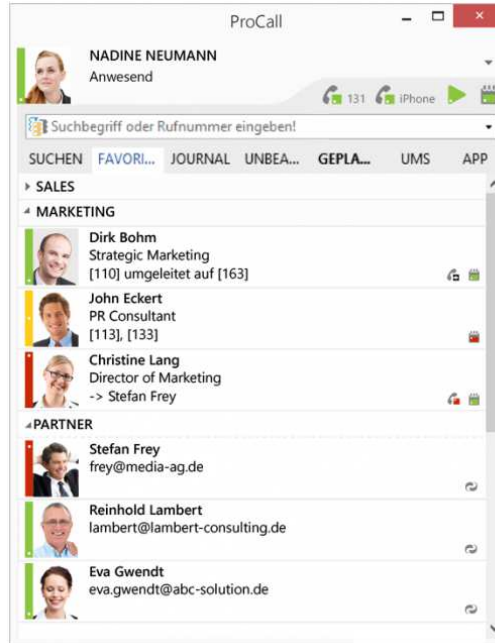 ProCall
NADINE NEUMANN
Anwesend
131 iPhone
Suchbegriff oder Rufnummer eingeben!
SUCHEN FAVORI... JOURNAL UNBEA... GEPLA... UMS APP
SALES
MARKETING
Dirk Bohm
Strategic Marketing
[110] umgeleitet auf [163]
John Eckert
PR Consultant
[113], [133]
Christine Lang
Director of Marketing
-> Stefan Frey
PARTNER
Stefan Frey
frey@media-ag.de
Reinhold Lambert
lambert@lambert-consulting.de
Eva Gwendt
eva.gwendt@abc-solution.de